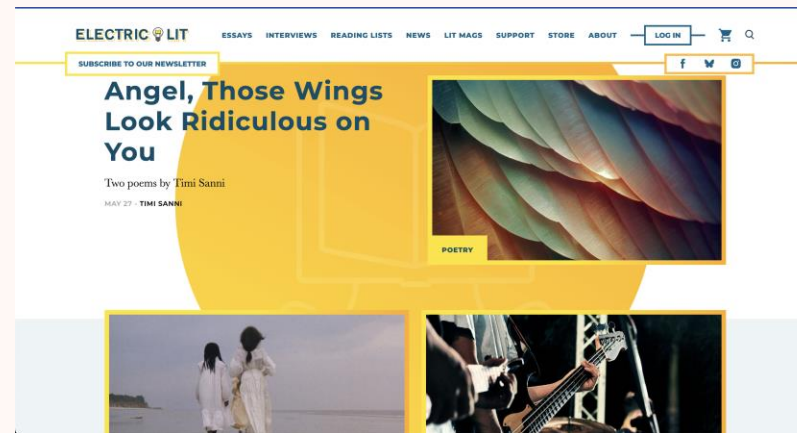 ELECTRIC LIT
ESSAYS INTERVIEWS READING LISTS NEWS LIT MAGS SUPPORT STORE ABOUT LOG IN
SUBSCRIBE TO OUR NEWSLETTER
Angel, Those Wings
Look Ridiculous on
You
Two poems by Timi Sanni
MAY 27 - TIMI SANNI
POETRY